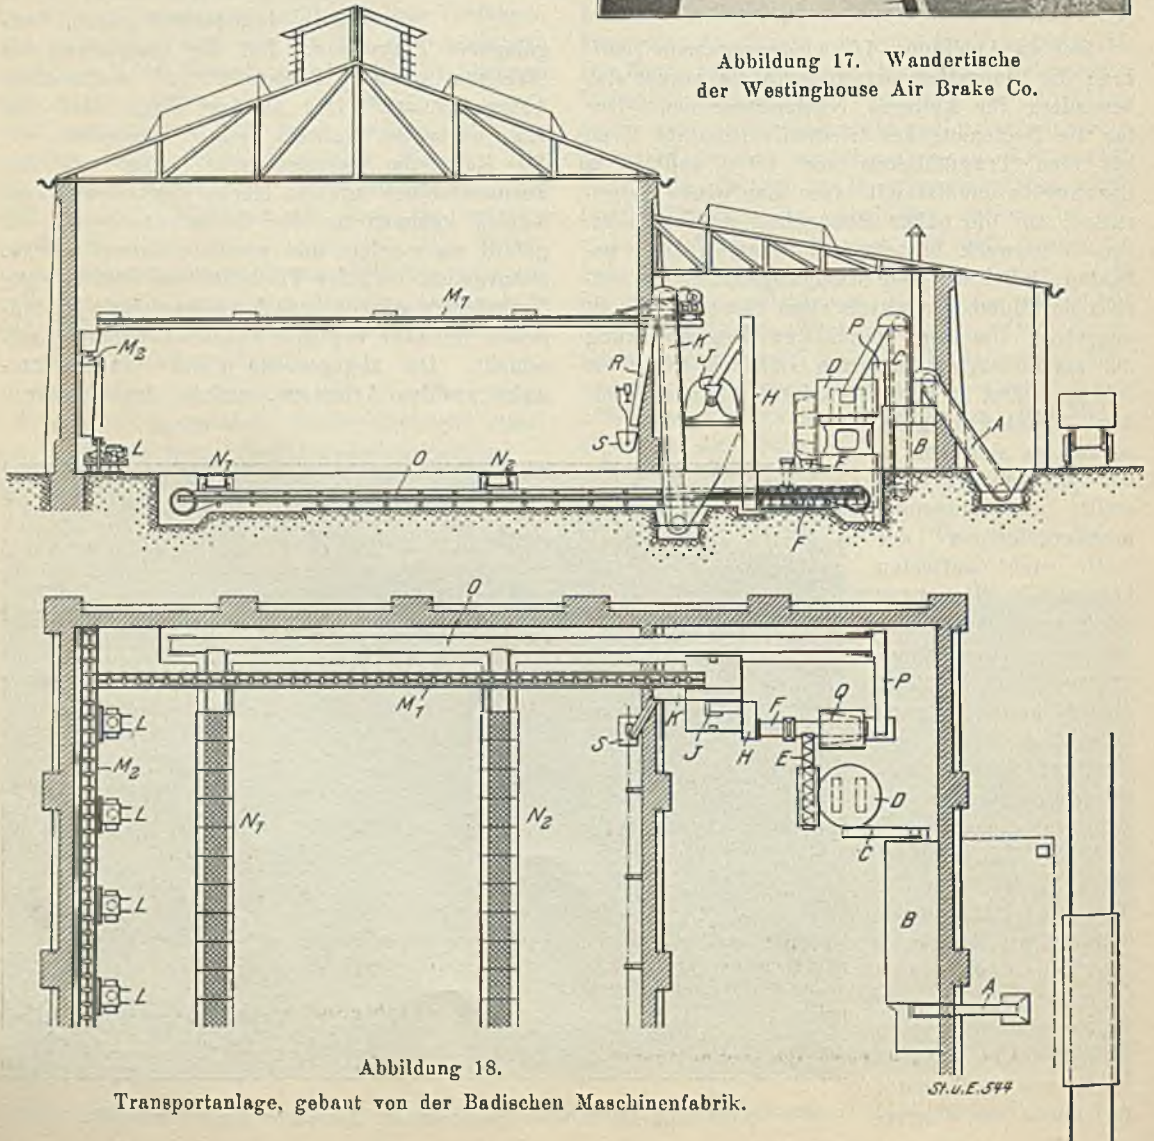 Abbildung 17. Wandertische
der Westinghouse Air Brake Co.
M1
M2
K
J
R
H
P
C
D
A
S
L
N1
O
N2
E
B
F
O
M1
P
Q
K
F
S
J
H
E
L
M2
D
L
N1
N2
C
L
B
A
L
St.u.E.544
Abbildung 18.
Transportanlage, gebaut von der Badischen Maschinenfabrik.